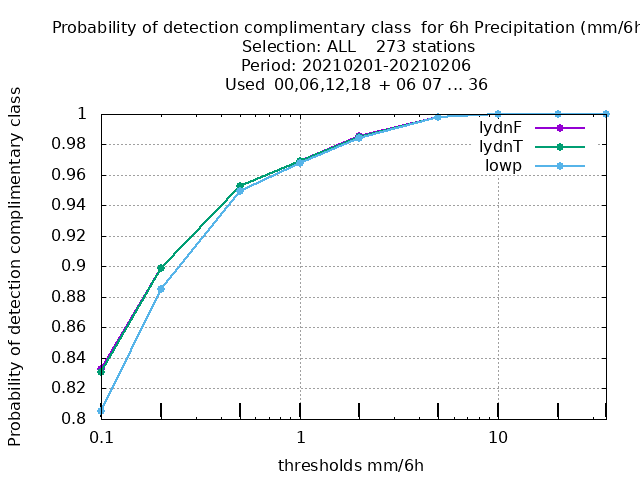 Probability of detection complimentary class for 6h Precipitation (mm/6h
Selection: ALL 273 stations
Period: 20210201-20210206
Used 00,06,12,18 + 06 07 ... 36
Probability of detection complimentary class
1
0.98
0.96
0.94
0.92
0.9
0.88
0.86
0.84
0.82
0.8
lydnF
lydnT
lowp
0.1 1 10
thresholds mm/6h